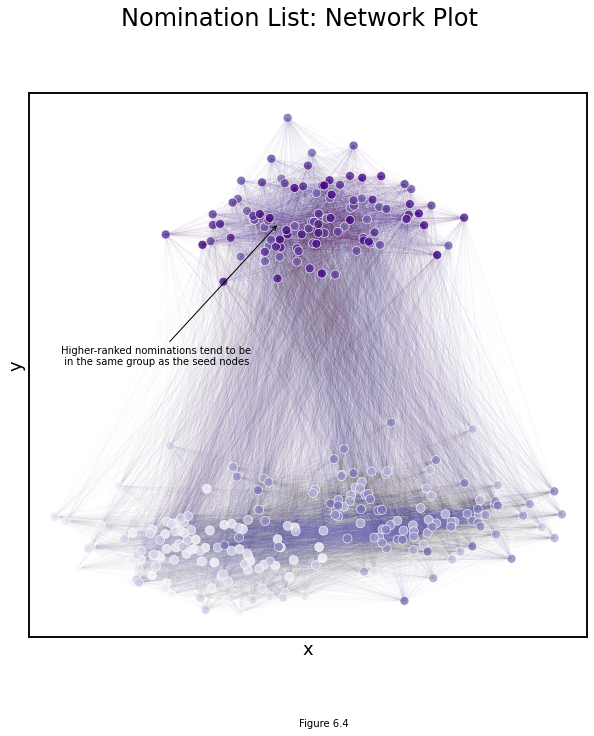 Nomination List: Network Plot
Higher-ranked nominations tend to be
in the same group as the seed nodes
y
x
Figure 6.4